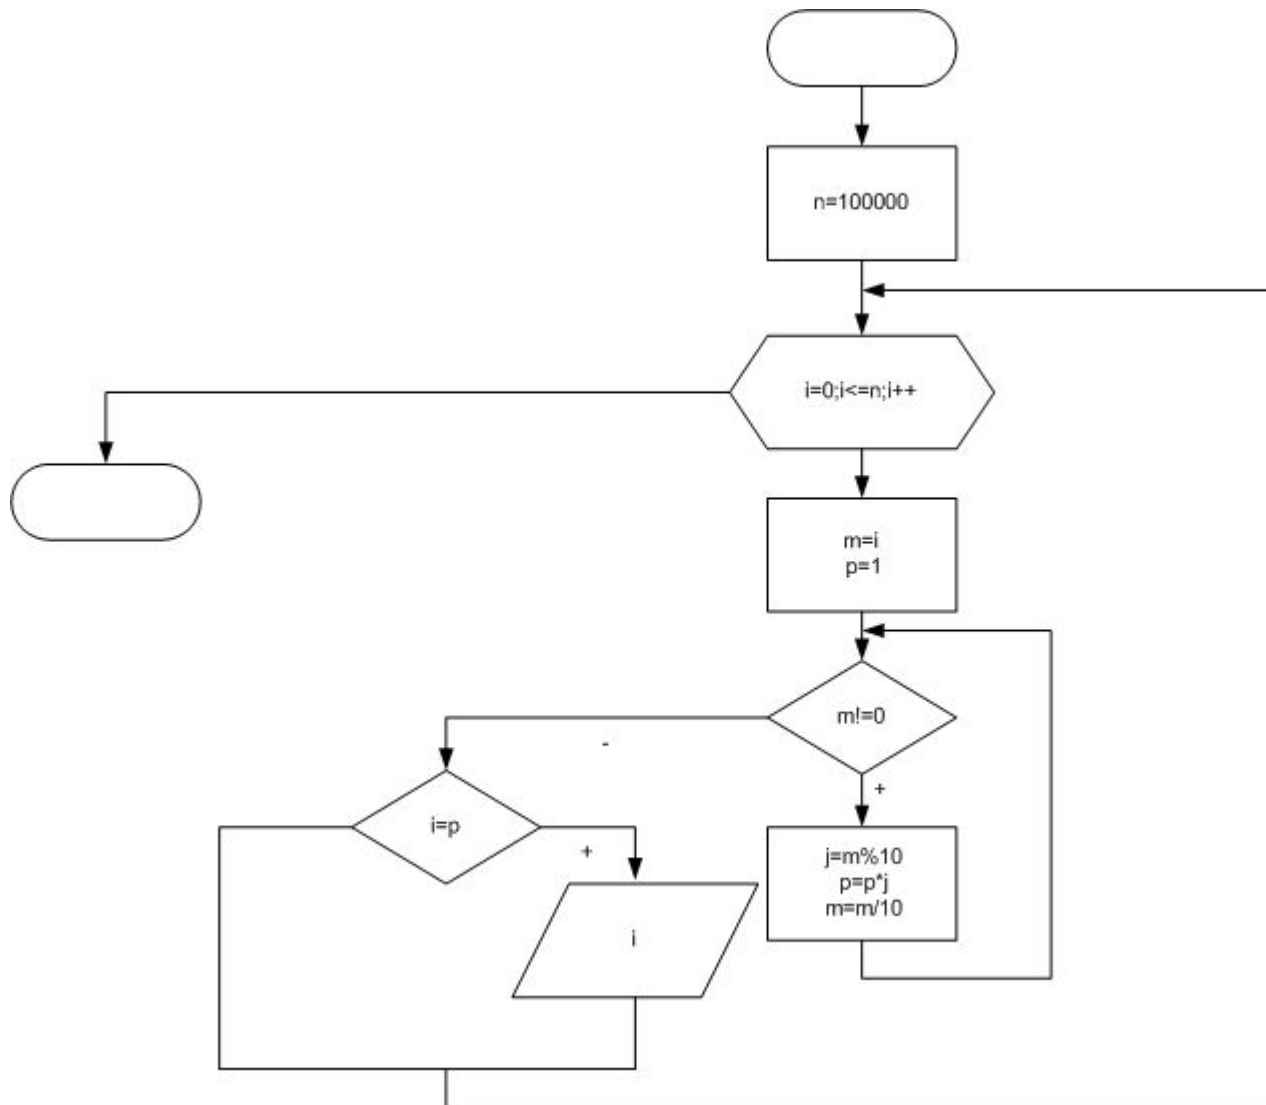 n=100000
i=0;i<=n;i++
m=i
p=1
m!=0
-
+
i=p
+
j=m%10
p=p*j
m=m/10
i